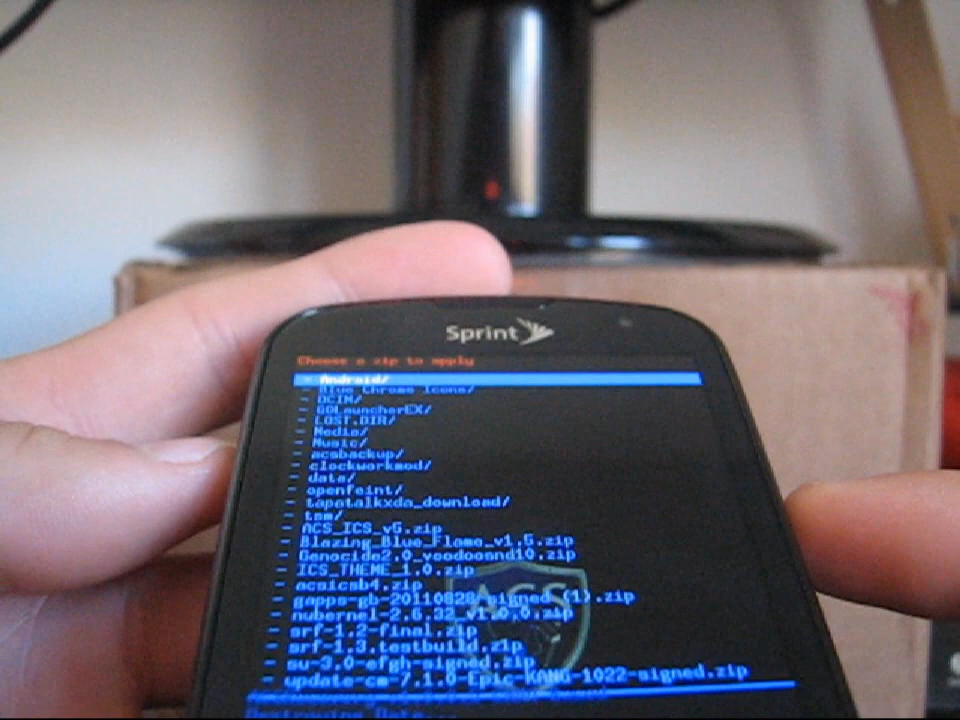 Sprint
Choose a zip to apply
- Android/
- Blue Chrome Icons/
- DCIM/
- GOLauncherEX/
- LOST.DIR/
- Media/
- Music/
- acsbackup/
- clockworkmod/
- data/
- openfeint/
- tapatalkxda_download/
- tsm/
- ACS_ICS_v5.zip
- Blazing_Blue_Flame_v1.5.zip
- Genocide2.0_voodoosnd10.zip
- ICS_THEME_1.0.zip
- acsicsb4.zip
- gapps-gb-20110828-signed (1).zip
- nubernel-2.6.32_v1.0.0.zip
- srf-1.2-final.zip
- srf-1.3.testbuild.zip
- su-3.0-efgh-signed.zip
- update-cm-7.1.0-Epic-KANG-1022-signed.zip
ACS